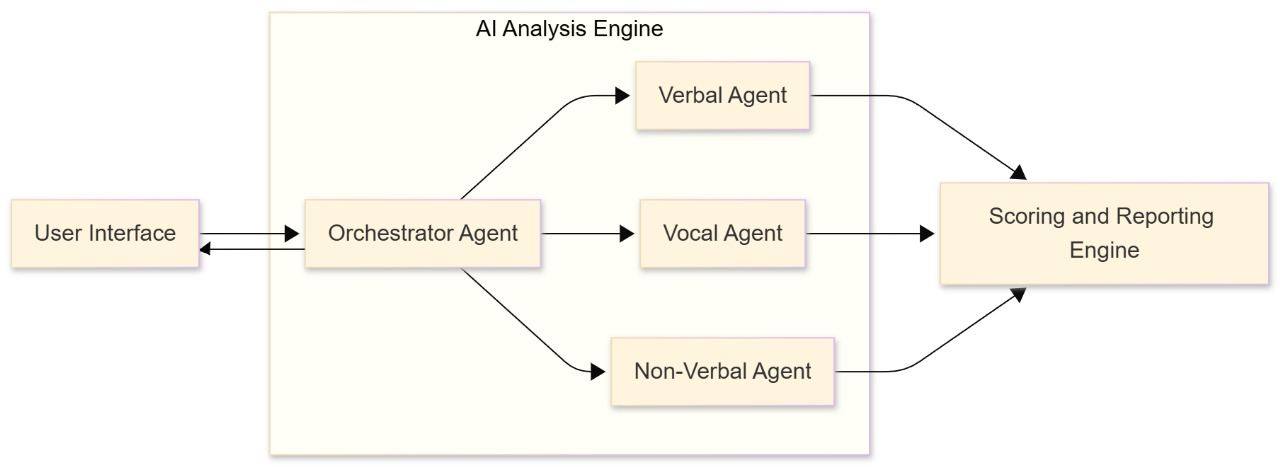 AI Analysis Engine
Verbal Agent
User Interface
Orchestrator Agent
Vocal Agent
Scoring and Reporting
Engine
Non-Verbal Agent